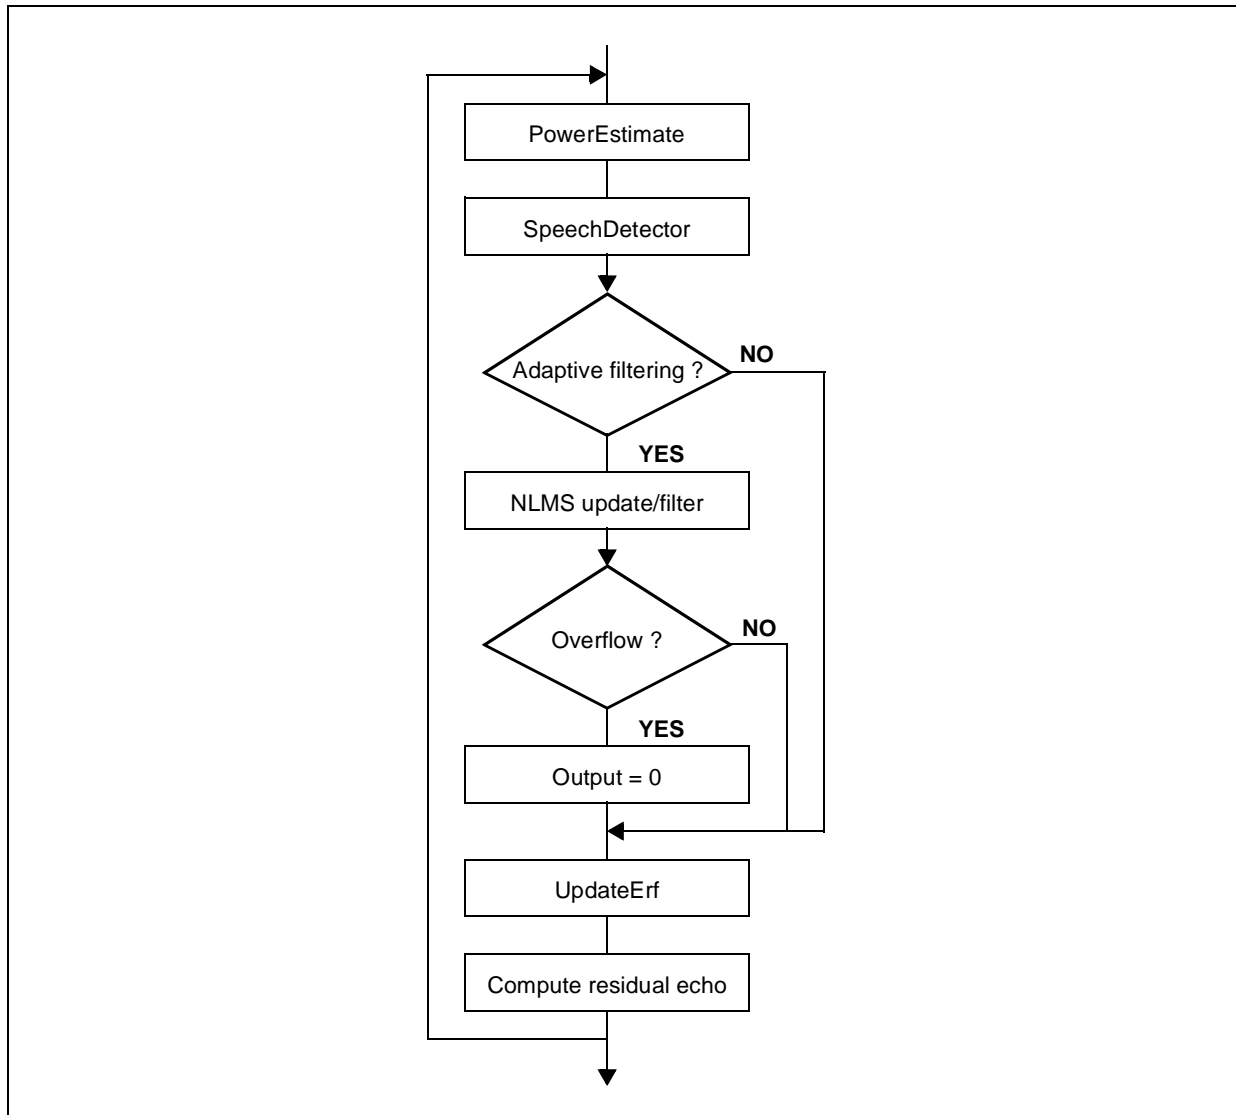 PowerEstimate
SpeechDetector
Adaptive filtering ?
NO
YES
NLMS update/filter
Overflow ?
NO
YES
Output = 0
UpdateErf
Compute residual echo